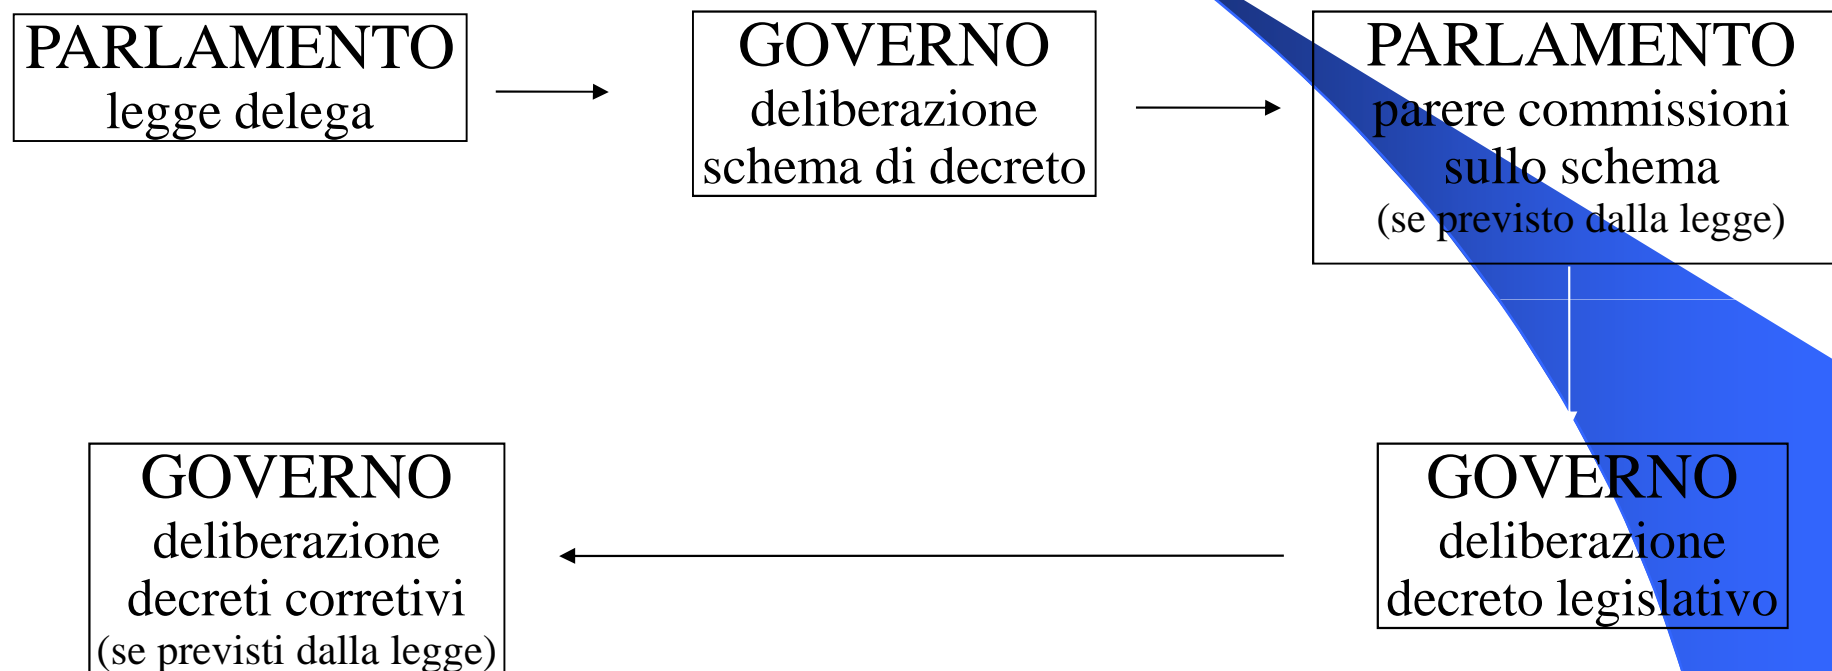 PARLAMENTO
legge delega
GOVERNO
deliberazione
schema di decreto
PARLAMENTO
parere commissioni
sullo schema
(se previsto dalla legge)
GOVERNO
deliberazione
decreto legislativo
GOVERNO
deliberazione
decreti corretivi
(se previsti dalla legge)